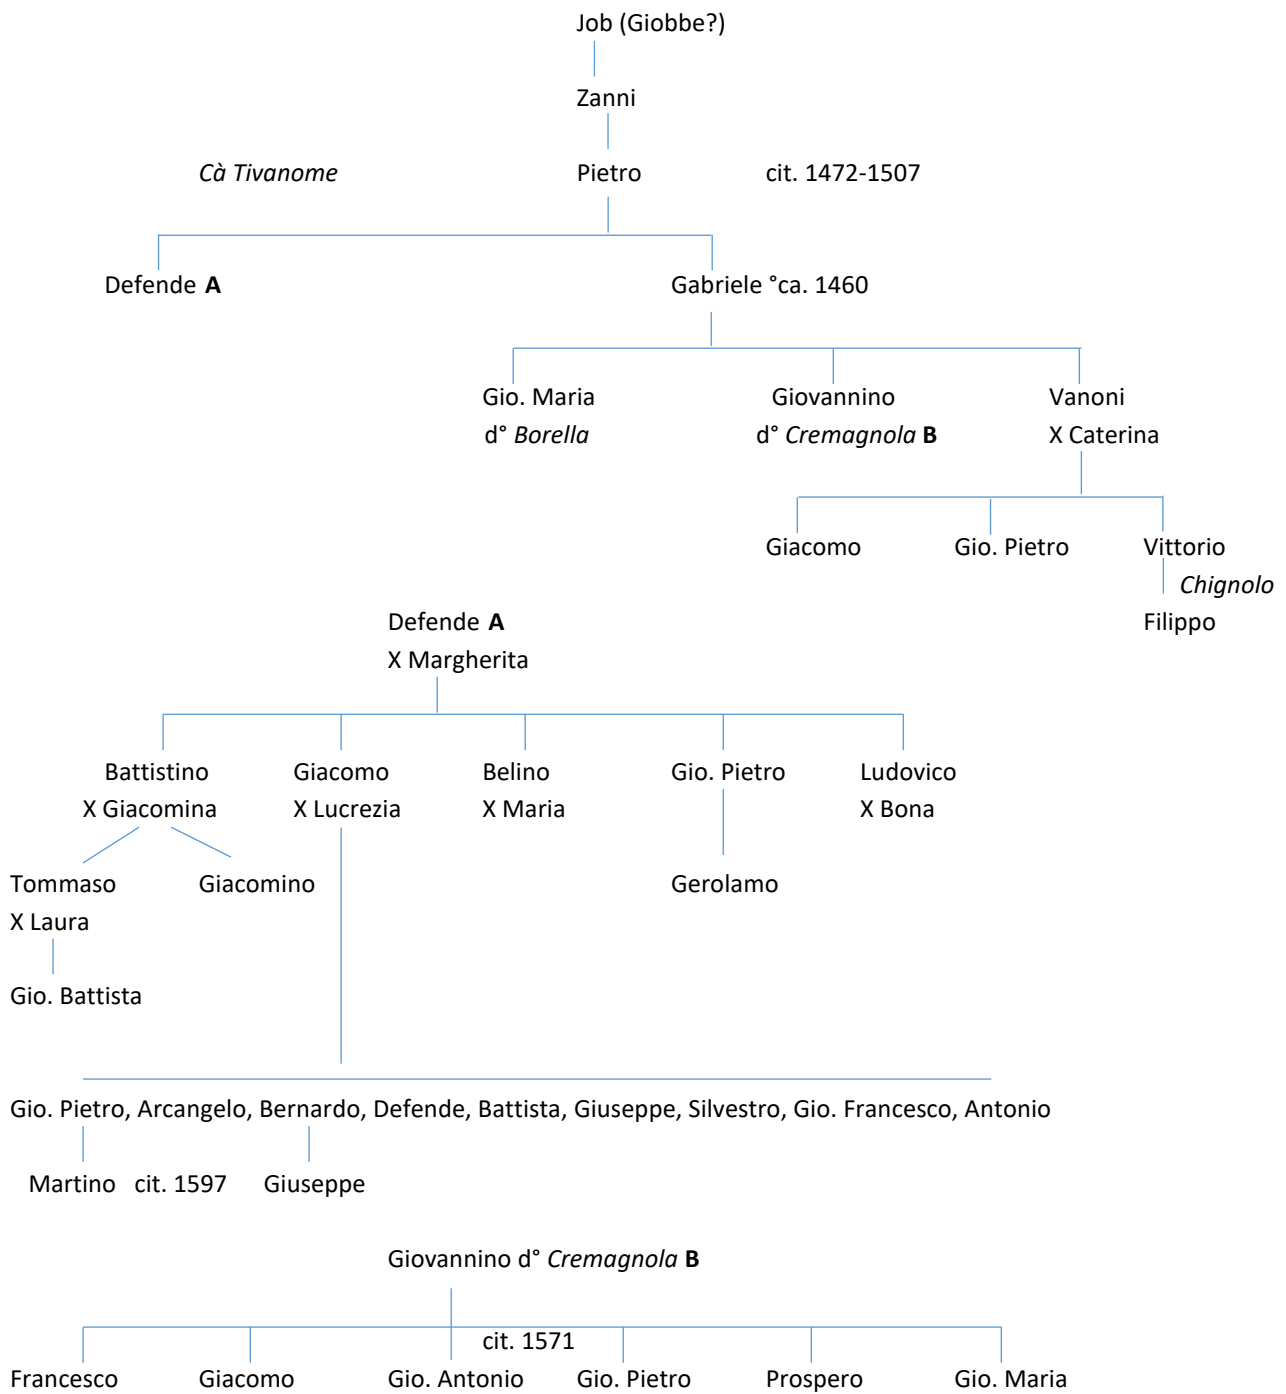 Job (Giobbe?)
Zanni
Cà Tivanome Pietro cit. 1472-1507
Defende A Gabriele °ca. 1460
Gio. Maria Giovannino Vanoni
d° Borella d° Cremagnola B X Caterina
Giacomo Gio. Pietro Vittorio
Chignolo
Defende A Filippo
X Margherita
Battistino Giacomo Belino Gio. Pietro Ludovico
X Giacomina X Lucrezia X Maria X Bona
Tommaso Giacomino Gerolamo
X Laura
Gio. Battista
Gio. Pietro, Arcangelo, Bernardo, Defende, Battista, Giuseppe, Silvestro, Gio. Francesco, Antonio
Martino cit. 1597 Giuseppe
Giovannino d° Cremagnola B
cit. 1571
Francesco Giacomo Gio. Antonio Gio. Pietro Prospero Gio. Maria